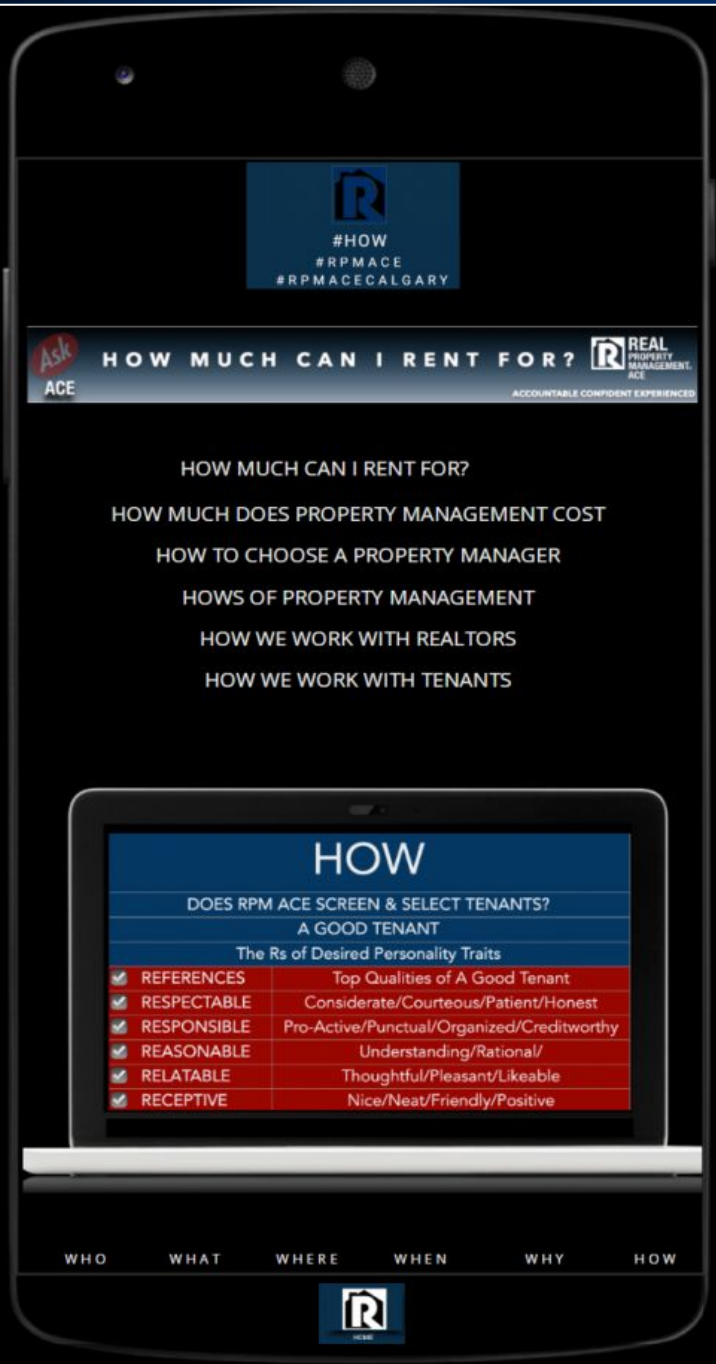 R
#HOW
#RPMACE
#RPMACECALGARY
Ask
ACE
HOW MUCH CAN I RENT FOR?
R REAL
PROPERTY
MANAGEMENT.
ACE
ACCOUNTABLE CONFIDENT EXPERIENCED
HOW MUCH CAN I RENT FOR?
HOW MUCH DOES PROPERTY MANAGEMENT COST
HOW TO CHOOSE A PROPERTY MANAGER
HOWS OF PROPERTY MANAGEMENT
HOW WE WORK WITH REALTORS
HOW WE WORK WITH TENANTS
HOW
DOES RPM ACE SCREEN & SELECT TENANTS?
A GOOD TENANT
The Rs of Desired Personality Traits
REFERENCES Top Qualities of A Good Tenant
RESPECTABLE Considerate/Courteous/Patient/Honest
RESPONSIBLE Pro-Active/Punctual/Organized/Creditworthy
REASONABLE Understanding/Rational/
RELATABLE Thoughtful/Pleasant/Likeable
RECEPTIVE Nice/Neat/Friendly/Positive
WHO WHAT WHERE WHEN WHY HOW
R
HOME